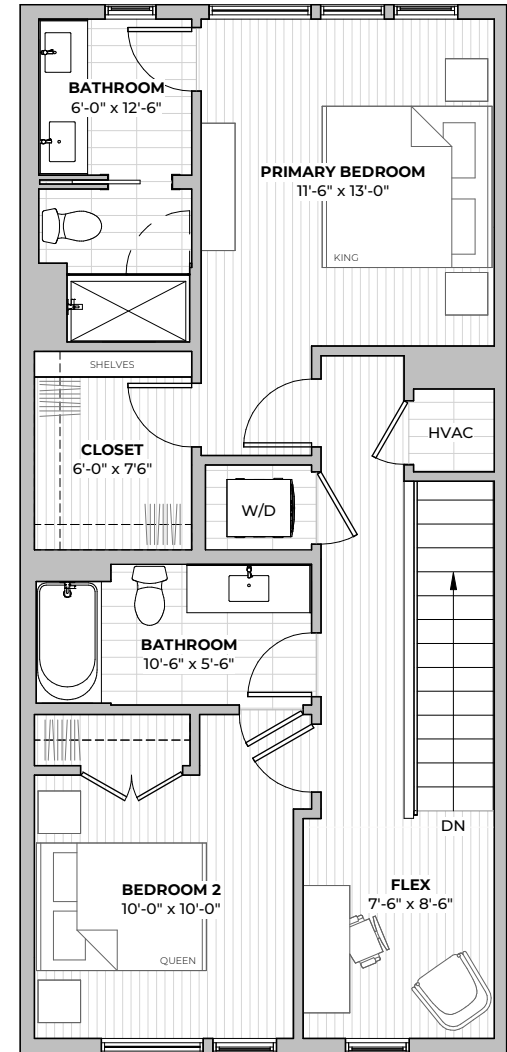 BATHROOM
6'-0" x 12'-6"
PRIMARY BEDROOM
11'-6" x 13'-0"
KING
SHELVES
CLOSET
6'-0" x 7'6"
HVAC
W/D
BATHROOM
10'-6" x 5'-6"
DN
BEDROOM 2
10'-0" x 10'-0"
QUEEN
FLEX
7'-6" x 8'-6"